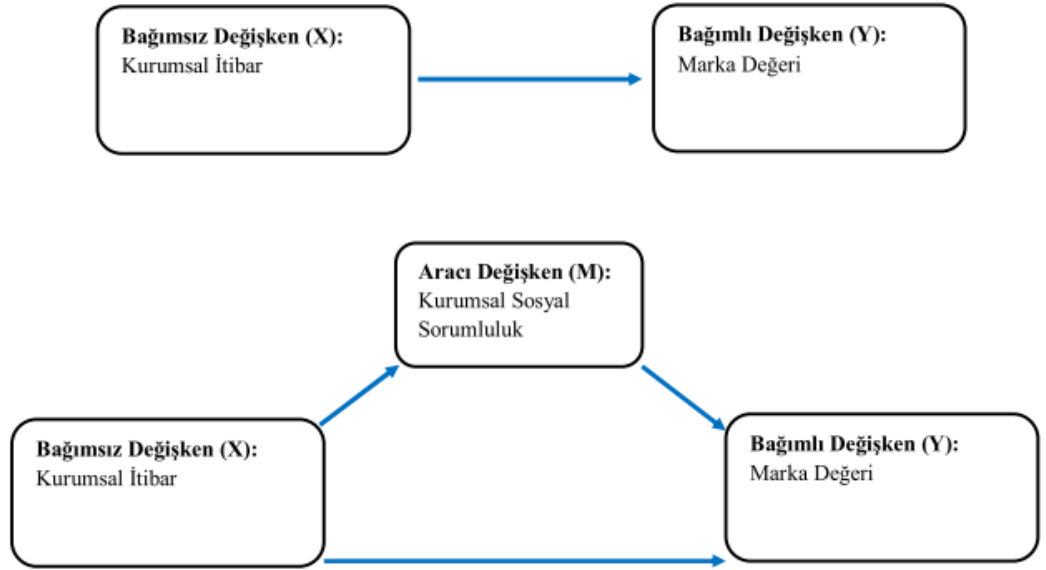 Bağımsız Değişken (X):
Kurumsal İtibar
Bağımlı Değişken (Y):
Marka Değeri
Aracı Değişken (M):
Kurumsal Sosyal
Sorumluluk
Bağımsız Değişken (X):
Kurumsal İtibar
Bağımlı Değişken (Y):
Marka Değeri